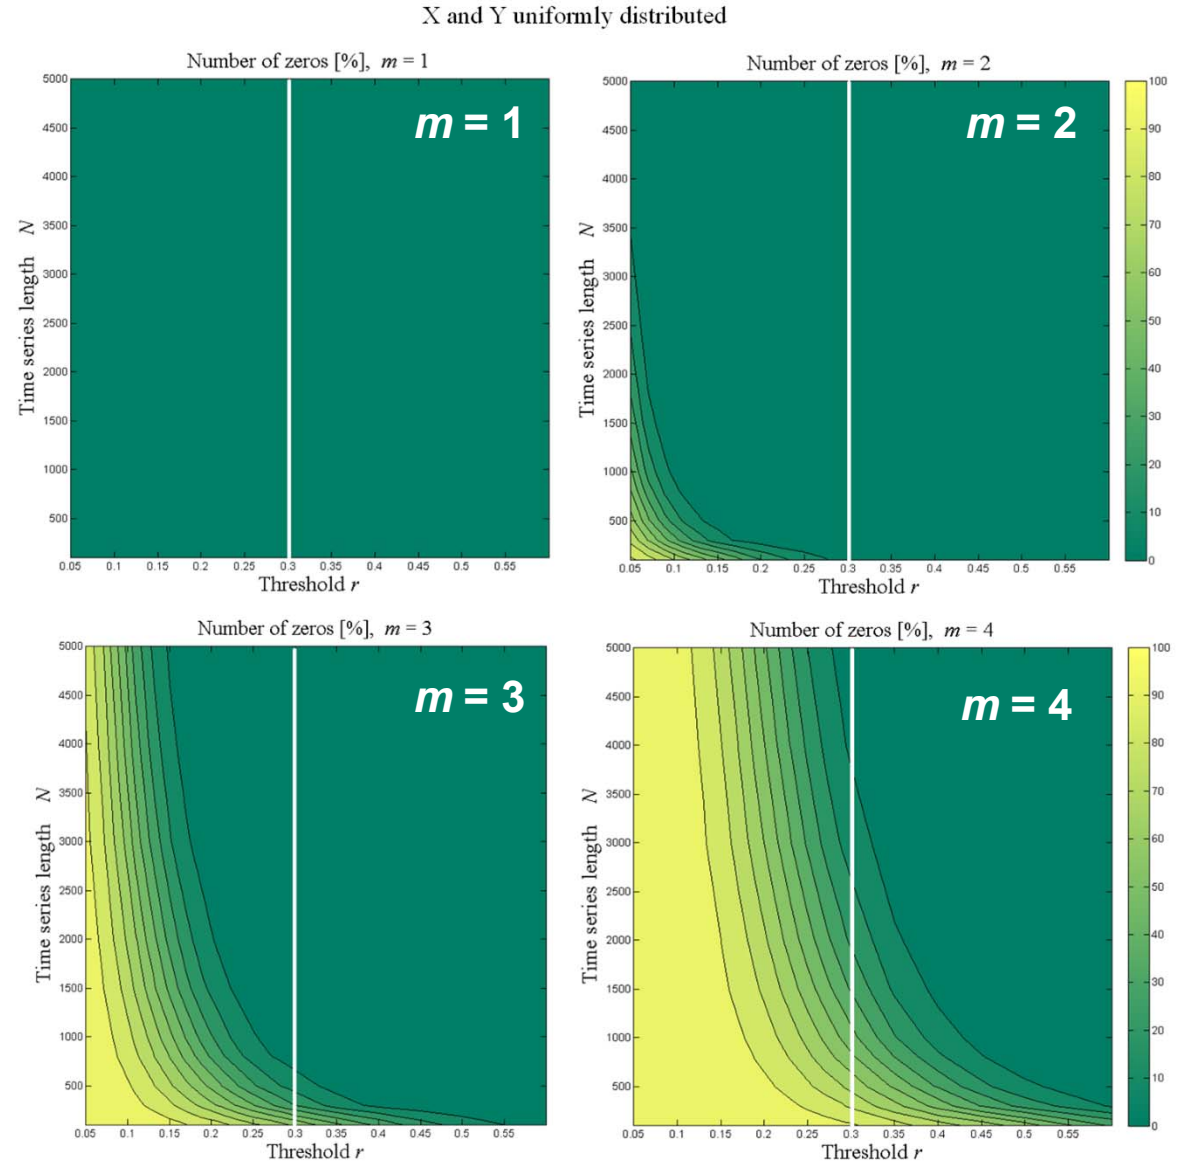 X and Y uniformly distributed
Number of zeros [%], m = 1
5000
4500
4000
3500
3000
2500
2000
1500
1000
500
Time series length N
m = 1
0.05 0.1 0.15 0.2 0.25 0.3 0.35 0.4 0.45 0.5 0.55
Threshold r
Number of zeros [%], m = 2
5000
4500
4000
3500
3000
2500
2000
1500
1000
500
Time series length N
m = 2
0.05 0.1 0.15 0.2 0.25 0.3 0.35 0.4 0.45 0.5 0.55
Threshold r
100
90
80
70
60
50
40
30
20
10
0
Number of zeros [%], m = 3
5000
4500
4000
3500
3000
2500
2000
1500
1000
500
Time series length N
m = 3
0.05 0.1 0.15 0.2 0.25 0.3 0.35 0.4 0.45 0.5 0.55
Threshold r
Number of zeros [%], m = 4
5000
4500
4000
3500
3000
2500
2000
1500
1000
500
Time series length N
m = 4
0.05 0.1 0.15 0.2 0.25 0.3 0.35 0.4 0.45 0.5 0.55
Threshold r
100
90
80
70
60
50
40
30
20
10
0